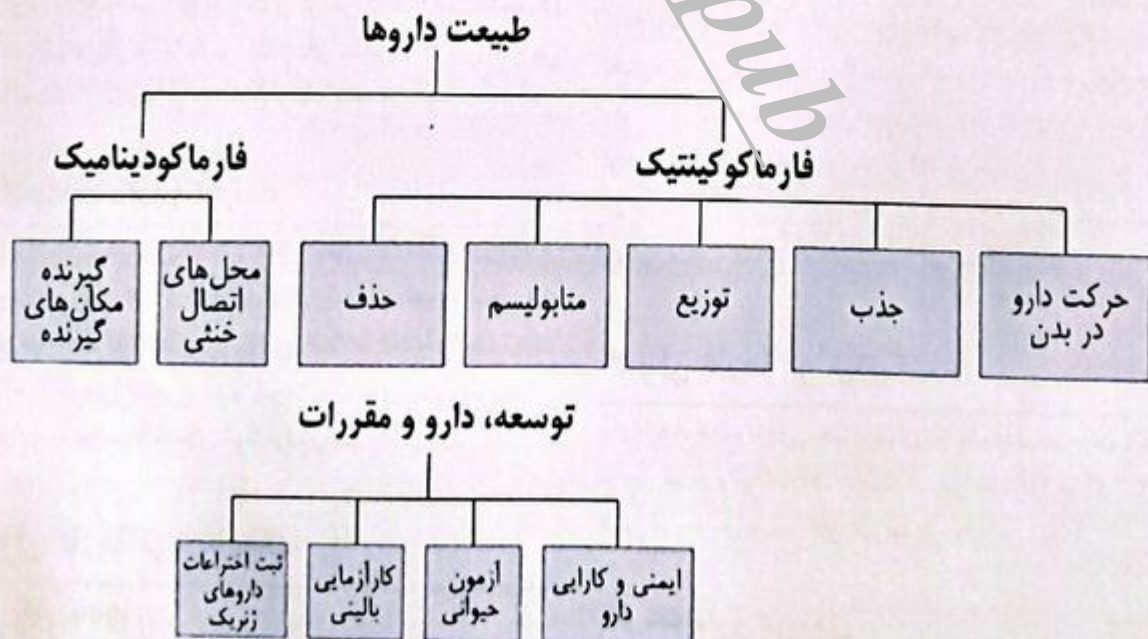 pub
طبیعت داروها
فارماکوکینتیک
فارماکودینامیک
حرکت دارو
در بدن
جذب
توزیع
متابولیسم
حذف
محل‌های
اتصال
خنثی
گیرنده
مکان‌های
گیرنده
توسعه، دارو و مقررات
ایمنی و کارایی
دارو
آزمون
حیوانی
کارآزمایی
بالینی
ثبت اختراعات
داروهای
ژنریک